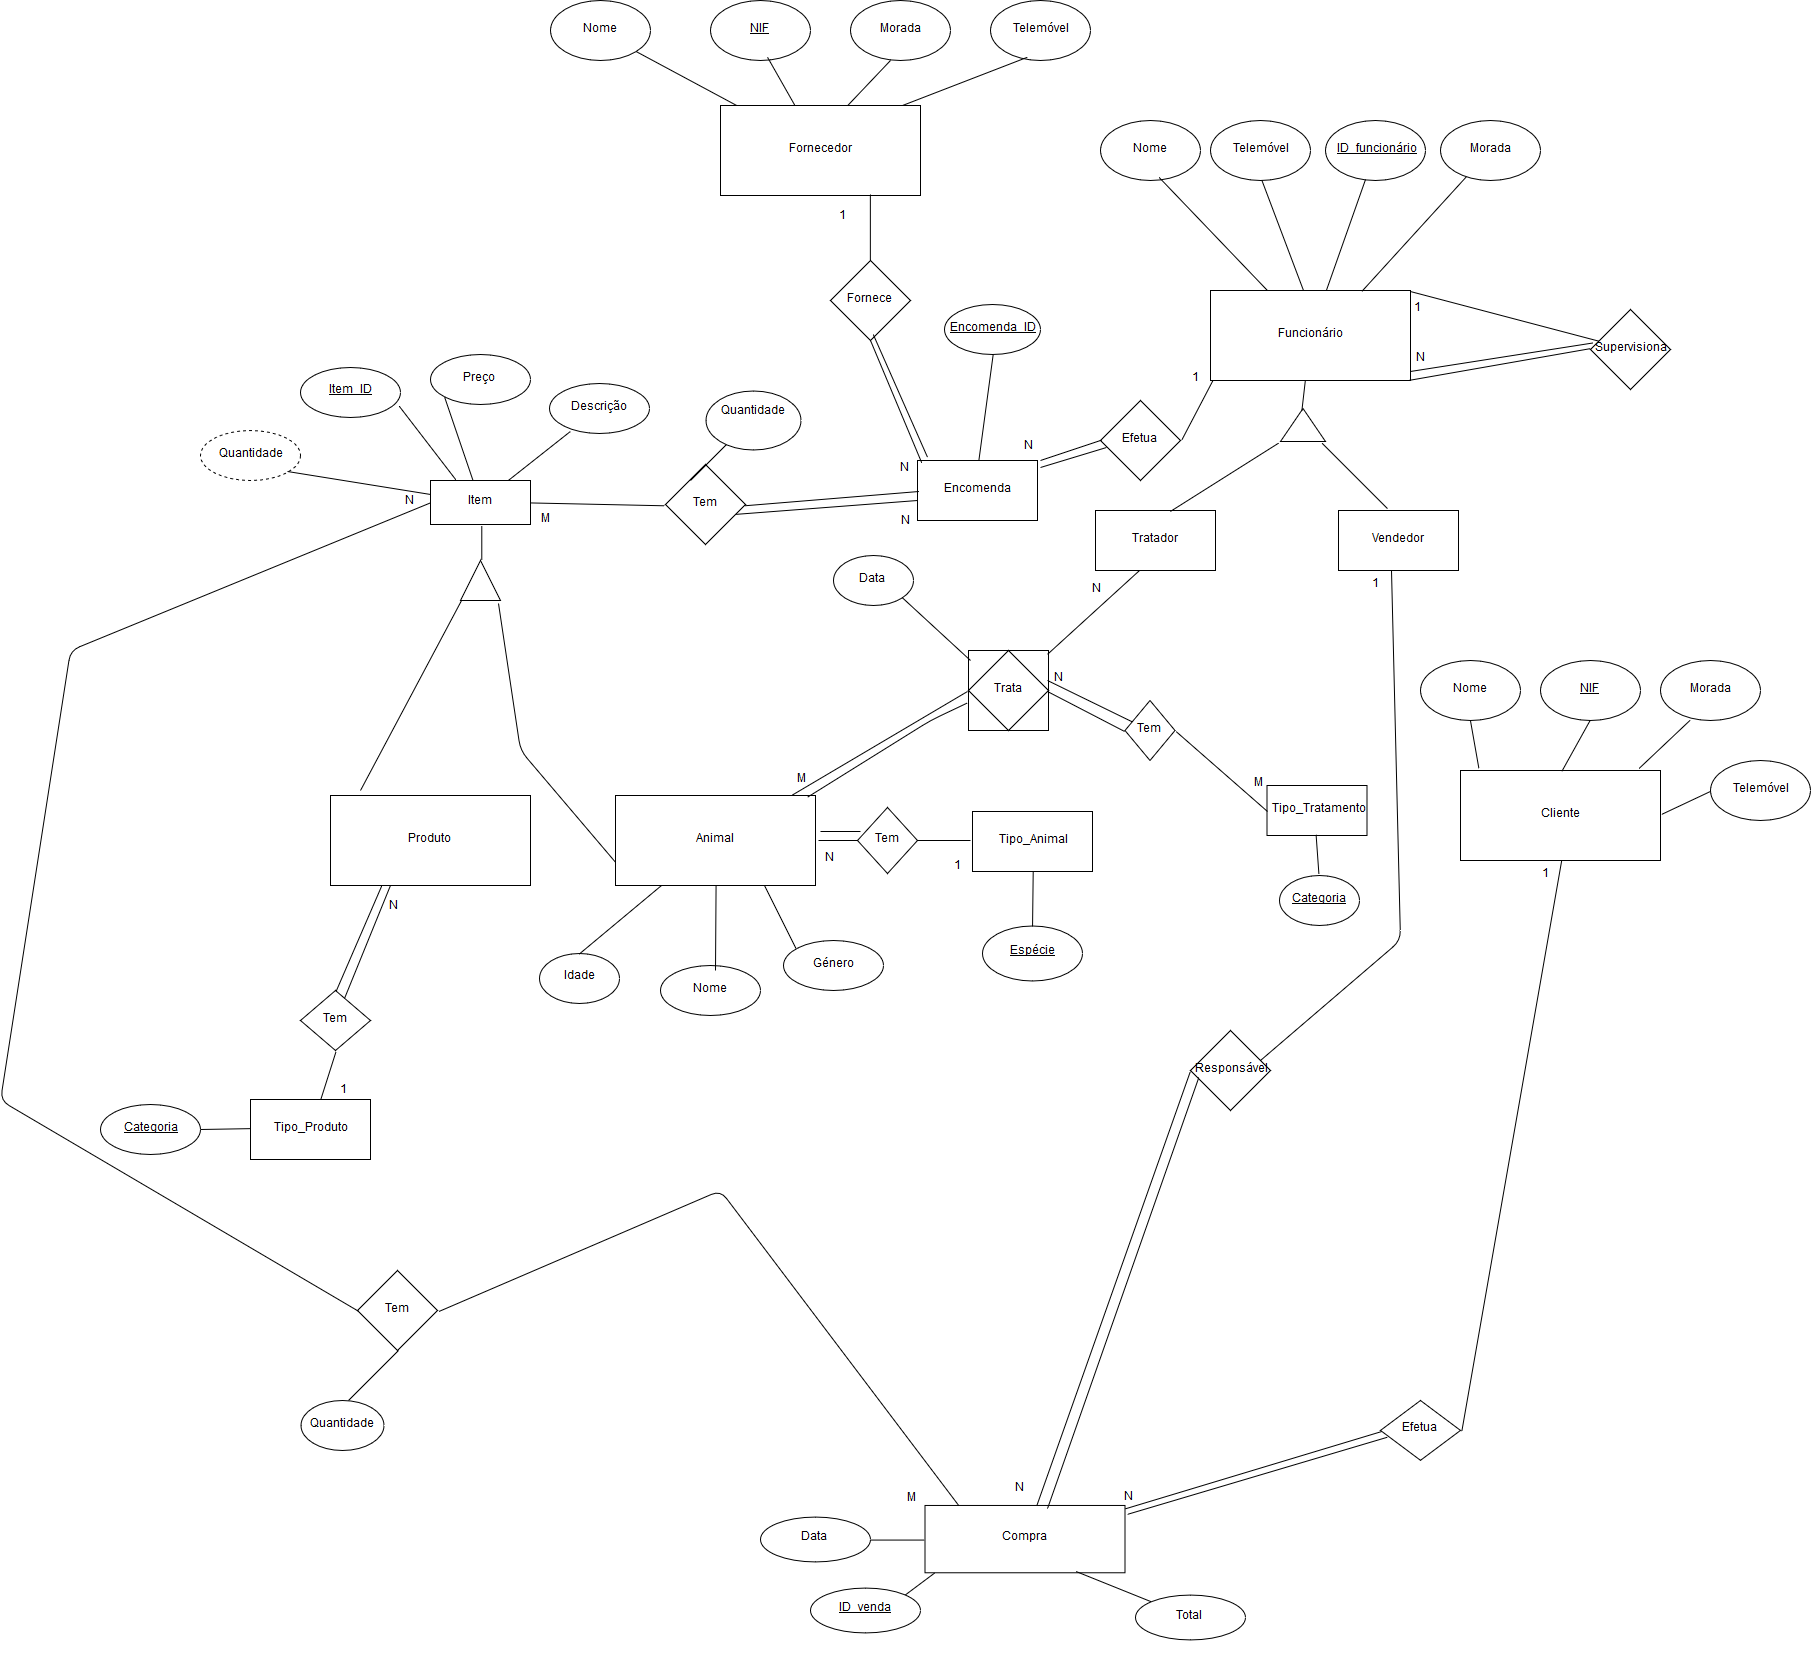 Nome
NIF
Morada
Telemóvel
Fornecedor
1
Nome
Telemóvel
ID_funcionário
Morada
Fornece
Encomenda_ID
Funcionário
1
N
Supervisiona
Item_ID
Preço
Descrição
Quantidade
Quantidade
1
Efetua
N
N
Item
N
M
Tem
N
Encomenda
Tratador
Vendedor
Data
N
1
Trata
N
Tem
Nome
NIF
Morada
M
M
Tipo_Tratamento
Telemóvel
Cliente
Produto
Animal
N
Tem
1
Tipo_Animal
1
Categoria
N
Espécie
Idade
Nome
Género
Tem
1
Responsável
Categoria
Tipo_Produto
Tem
Quantidade
Efetua
M
N
N
Data
Compra
ID_venda
Total